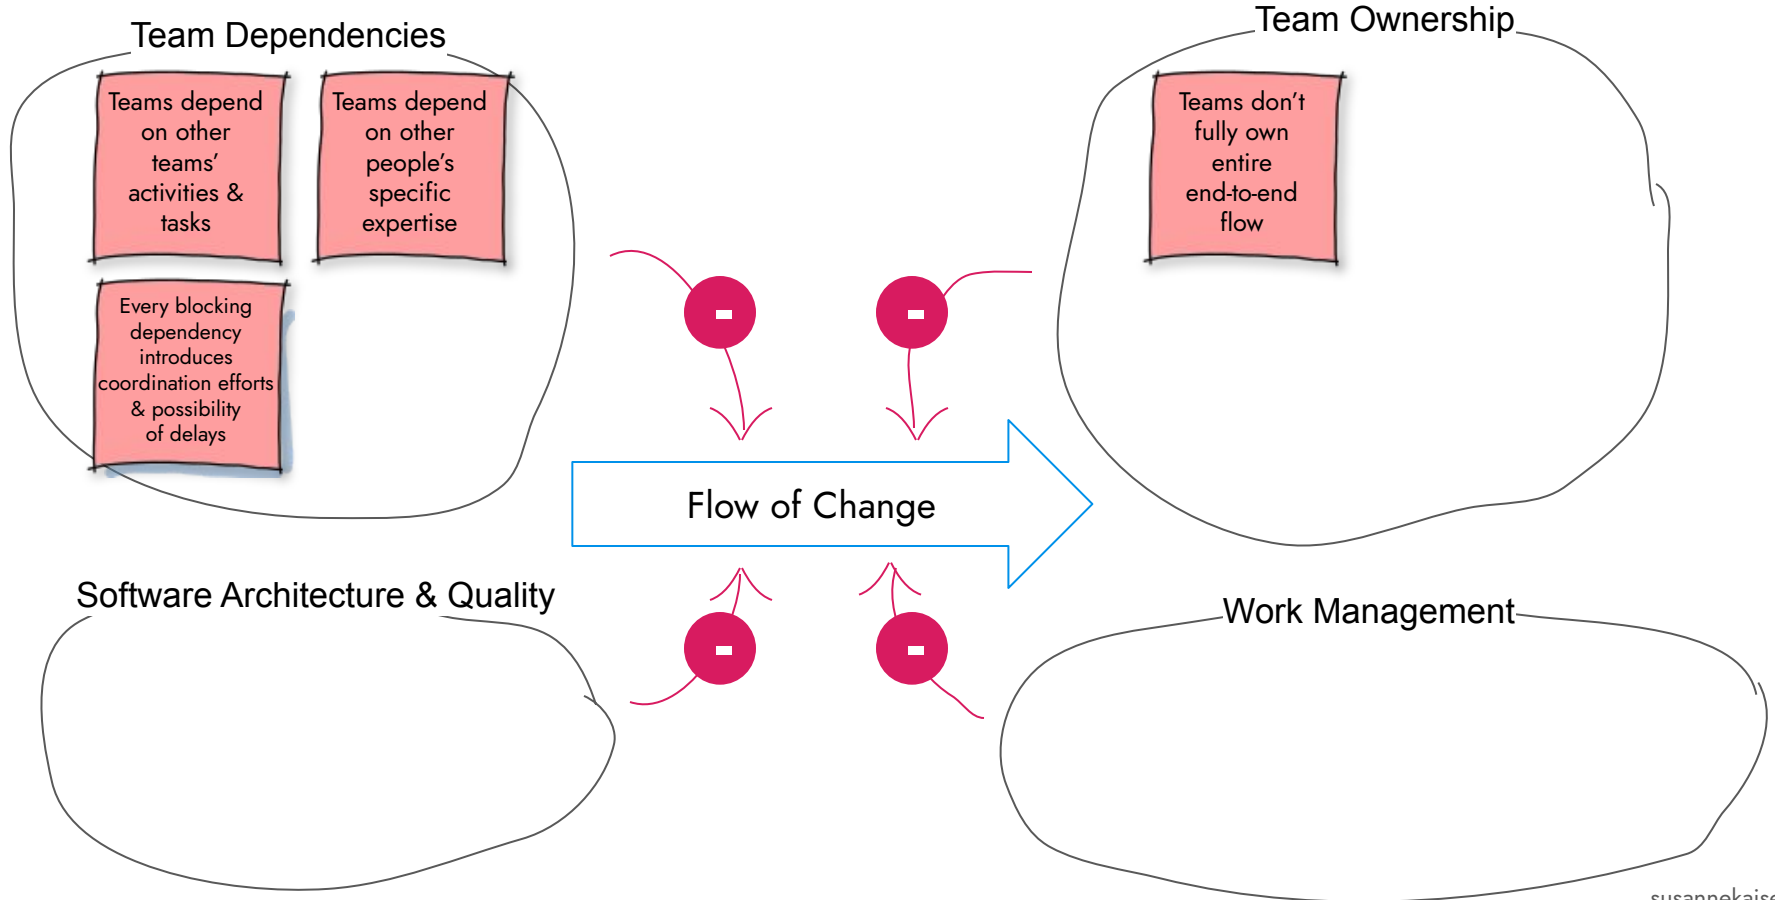 Team Dependencies
Teams depend
on other
teams’
activities &
tasks
Teams depend
on other
people’s
specific
expertise
Every blocking
dependency
introduces
coordination efforts
& possibility
of delays
Team Ownership
Teams don’t
fully own
entire
end-to-end
flow
-
-
Flow of Change
-
-
Software Architecture & Quality
Work Management